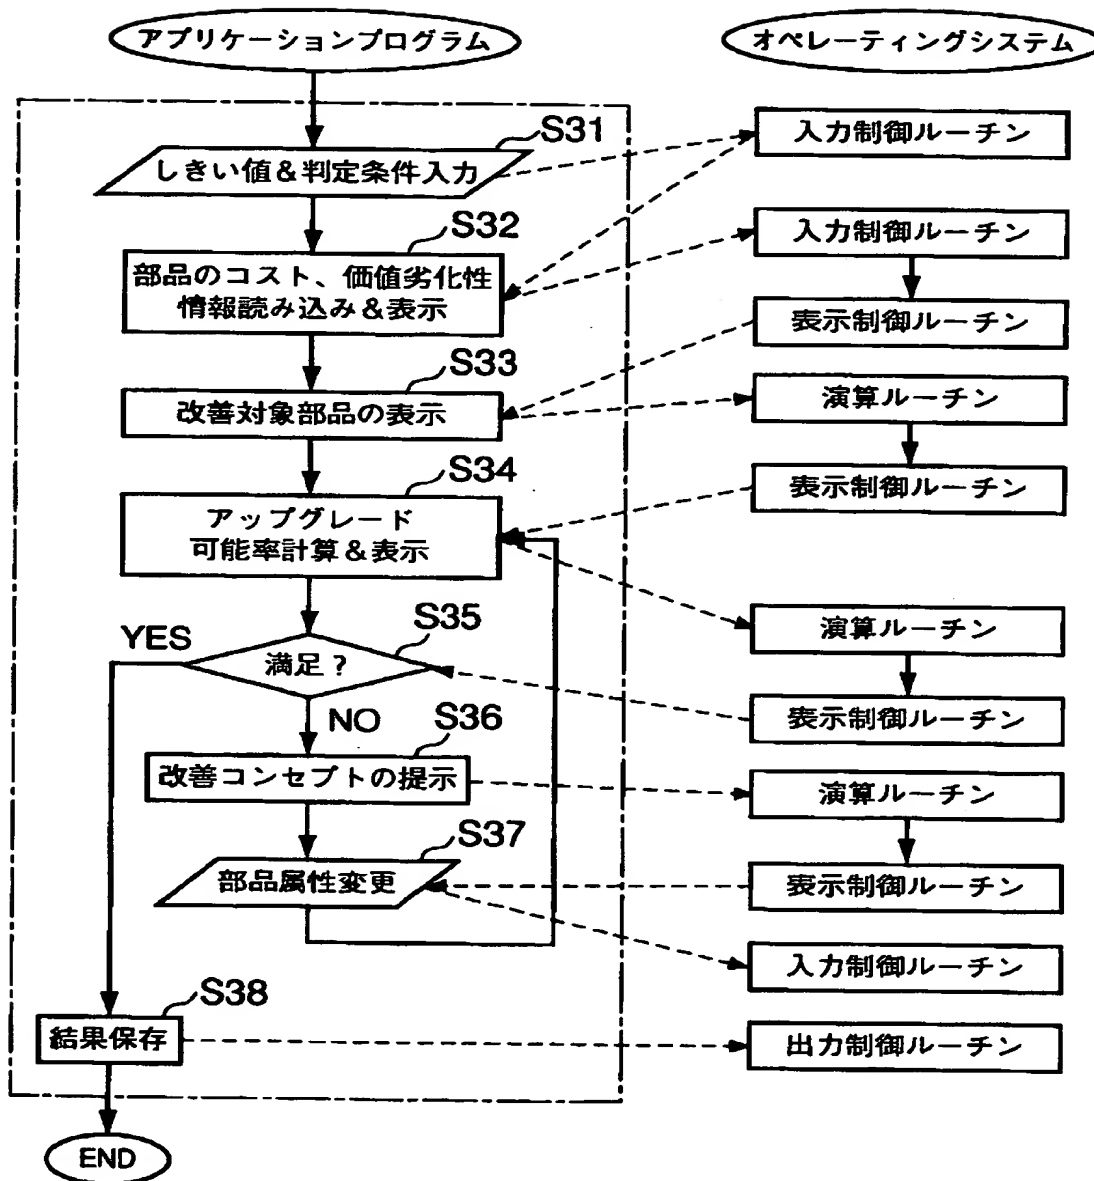 アプリケーションプログラム
オペレーティングシステム
S31
しきい値&判定条件入力
入力制御ルーチン
S32
部品のコスト、価値劣化性
情報読み込み&表示
入力制御ルーチン
表示制御ルーチン
S33
改善対象部品の表示
演算ルーチン
表示制御ルーチン
S34
アップグレード
可能率計算&表示
演算ルーチン
S35
YES
満足?
表示制御ルーチン
NO
S36
改善コンセプトの提示
演算ルーチン
S37
部品属性変更
表示制御ルーチン
入力制御ルーチン
S38
結果保存
出力制御ルーチン
END